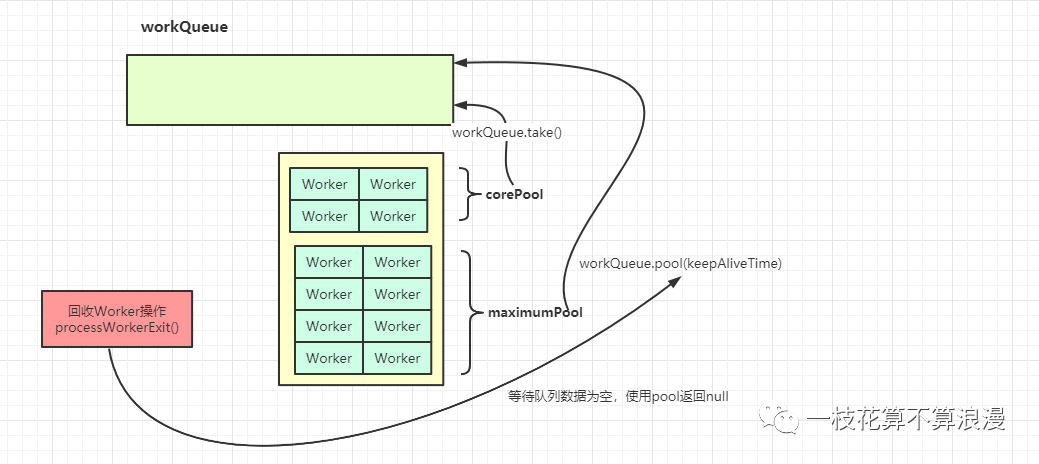 workQueue
workQueue.take()
Worker Worker
corePool
Worker Worker
Worker Worker
workQueue.pool(keepAliveTime)
Worker Worker
回收Worker操作
maximumPool
processWorkerExit()
Worker Worker
Worker Worker
等待队列数据为空，使用pool返回null
一枝花算不算浪漫